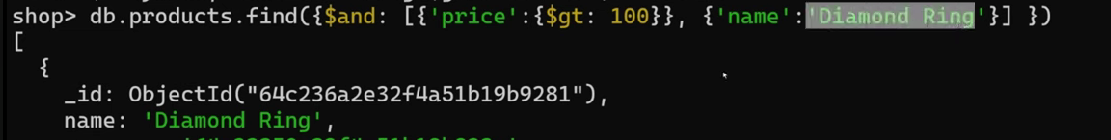 shop> db.products.find({$and: [{'price':{$gt: 100}}, {'name':'Diamond Ring'}] })
[
  {
    _id: ObjectId("64c236a2e32f4a51b19b9281"),
    name: 'Diamond Ring',